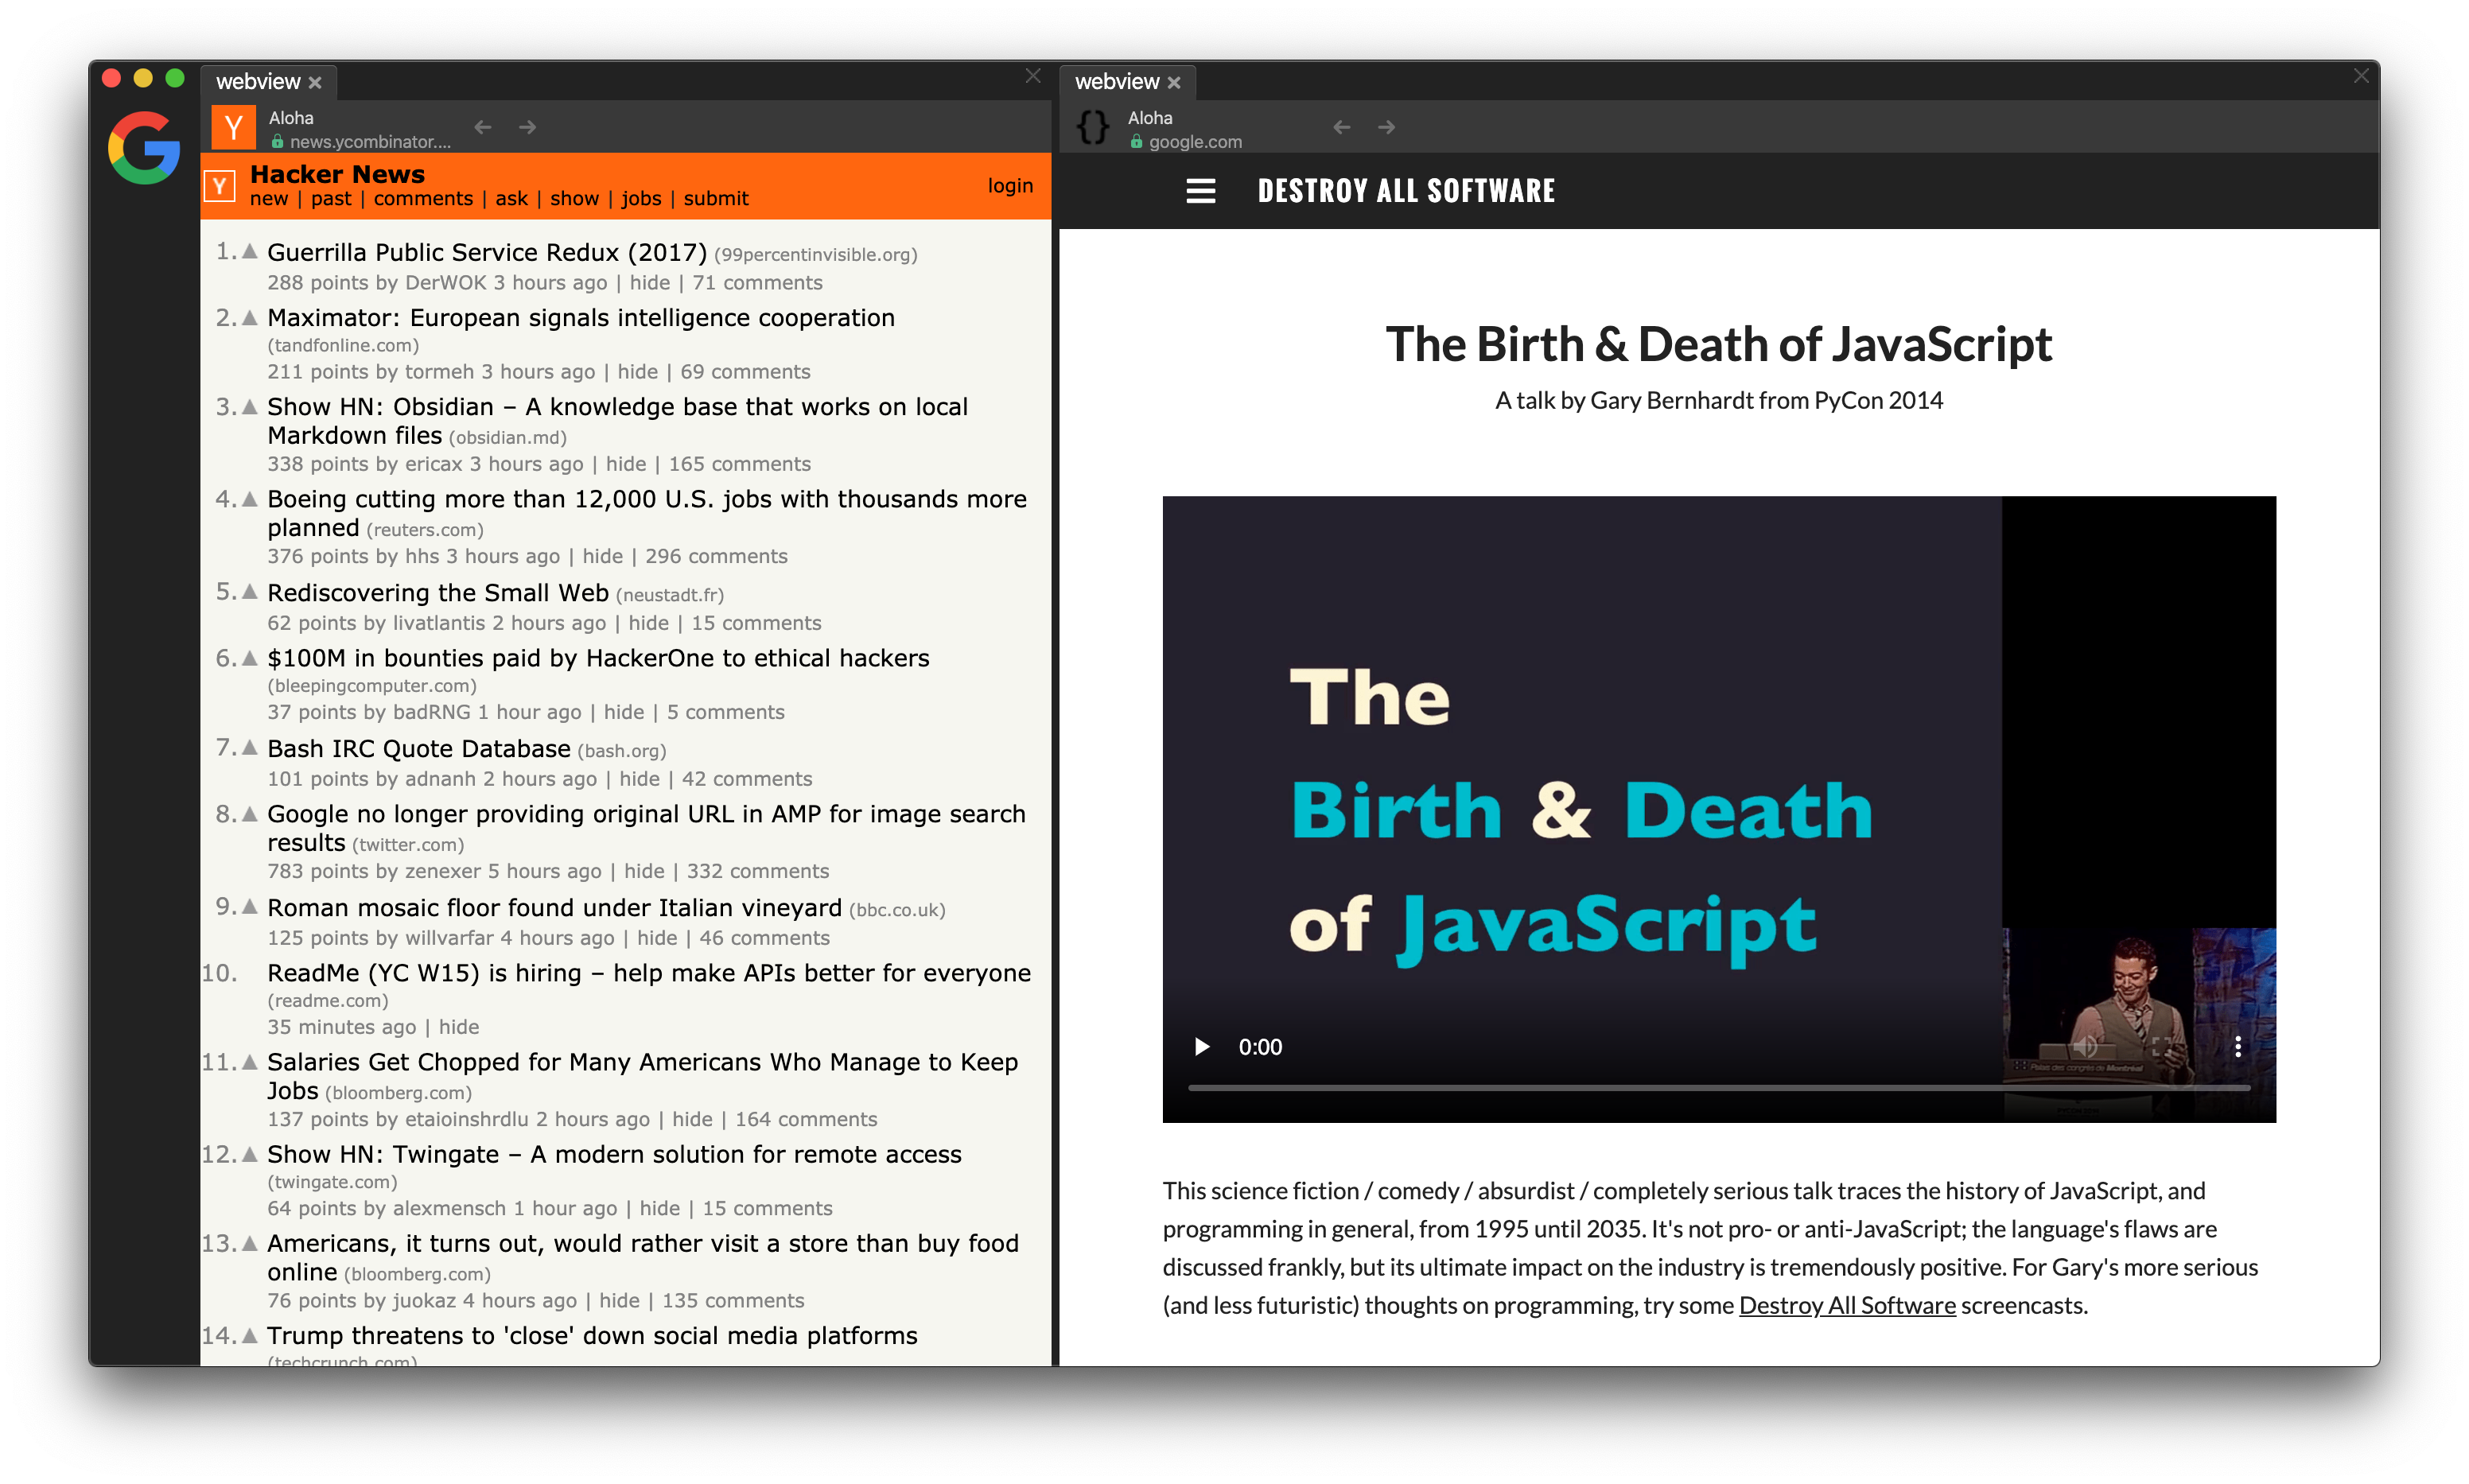 webview
Aloha
news.ycombinator....
Y
Y
Hacker News
new | past | comments | ask | show | jobs | submit
login
1. Guerrilla Public Service Redux (2017) (99percentinvisible.org)
288 points by DerWOK 3 hours ago | hide | 71 comments
2. Maximator: European signals intelligence cooperation
(tandfonline.com)
211 points by tormeh 3 hours ago | hide | 69 comments
3. Show HN: Obsidian – A knowledge base that works on local
Markdown files (obsidian.md)
338 points by ericax 3 hours ago | hide | 165 comments
4. Boeing cutting more than 12,000 U.S. jobs with thousands more
planned (reuters.com)
376 points by hhs 3 hours ago | hide | 296 comments
5. Rediscovering the Small Web (neustadt.fr)
62 points by livatlantis 2 hours ago | hide | 15 comments
6. $100M in bounties paid by HackerOne to ethical hackers
(bleepingcomputer.com)
37 points by badRNG 1 hour ago | hide | 5 comments
7. Bash IRC Quote Database (bash.org)
101 points by adnanh 2 hours ago | hide | 42 comments
8. Google no longer providing original URL in AMP for image search
results (twitter.com)
783 points by zenexer 5 hours ago | hide | 332 comments
9. Roman mosaic floor found under Italian vineyard (bbc.co.uk)
125 points by willvarfar 4 hours ago | hide | 46 comments
10. ReadMe (YC W15) is hiring – help make APIs better for everyone
(readme.com)
35 minutes ago | hide
11. Salaries Get Chopped for Many Americans Who Manage to Keep
Jobs (bloomberg.com)
137 points by etaioinshrdlu 2 hours ago | hide | 164 comments
12. Show HN: Twingate – A modern solution for remote access
(twingate.com)
64 points by alexmensch 1 hour ago | hide | 15 comments
13. Americans, it turns out, would rather visit a store than buy food
online (bloomberg.com)
76 points by juokaz 4 hours ago | hide | 135 comments
14. Trump threatens to 'close' down social media platforms
(techcrunch.com)
webview
{}
Aloha
google.com
DESTROY ALL SOFTWARE
The Birth & Death of JavaScript
A talk by Gary Bernhardt from PyCon 2014
The
Birth & Death
of JavaScript
0:00
Palais des congrès de Montréal
This science fiction / comedy / absurdist / completely serious talk traces the history of JavaScript, and
programming in general, from 1995 until 2035. It's not pro- or anti-JavaScript; the language's flaws are
discussed frankly, but its ultimate impact on the industry is tremendously positive. For Gary's more serious
(and less futuristic) thoughts on programming, try some Destroy All Software screencasts.